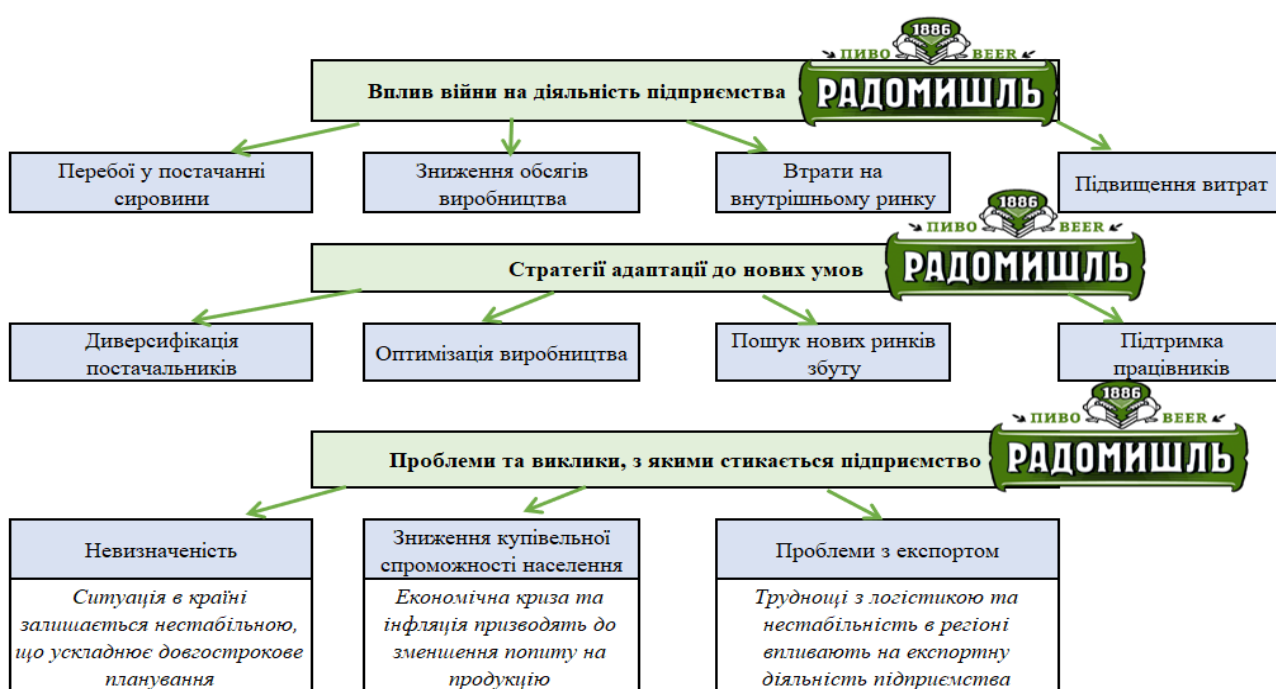 1886
ПИВО BEER
Вплив війни на діяльність підприємства
РАДОМИШЛЬ
Перебої у постачанні
сировини
Зниження обсягів
виробництва
Втрати на
внутрішньому ринку
Підвищення витрат
1886
ПИВО BEER
Стратегії адаптації до нових умов
РАДОМИШЛЬ
Диверсифікація
постачальників
Оптимізація виробництва
Пошук нових ринків
збуту
Підтримка
працівників
1886
ПИВО BEER
Проблеми та виклики, з якими стикається підприємство
РАДОМИШЛЬ
Невизначеність
Ситуація в країні
залишається нестабільною,
що ускладнює довгострокове
планування
Зниження купівельної
спроможності населення
Економічна криза та
інфляція призводять до
зменшення попиту на
продукцію
Проблеми з експортом
Труднощі з логістикою та
нестабільність в регіоні
впливають на експортну
діяльність підприємства